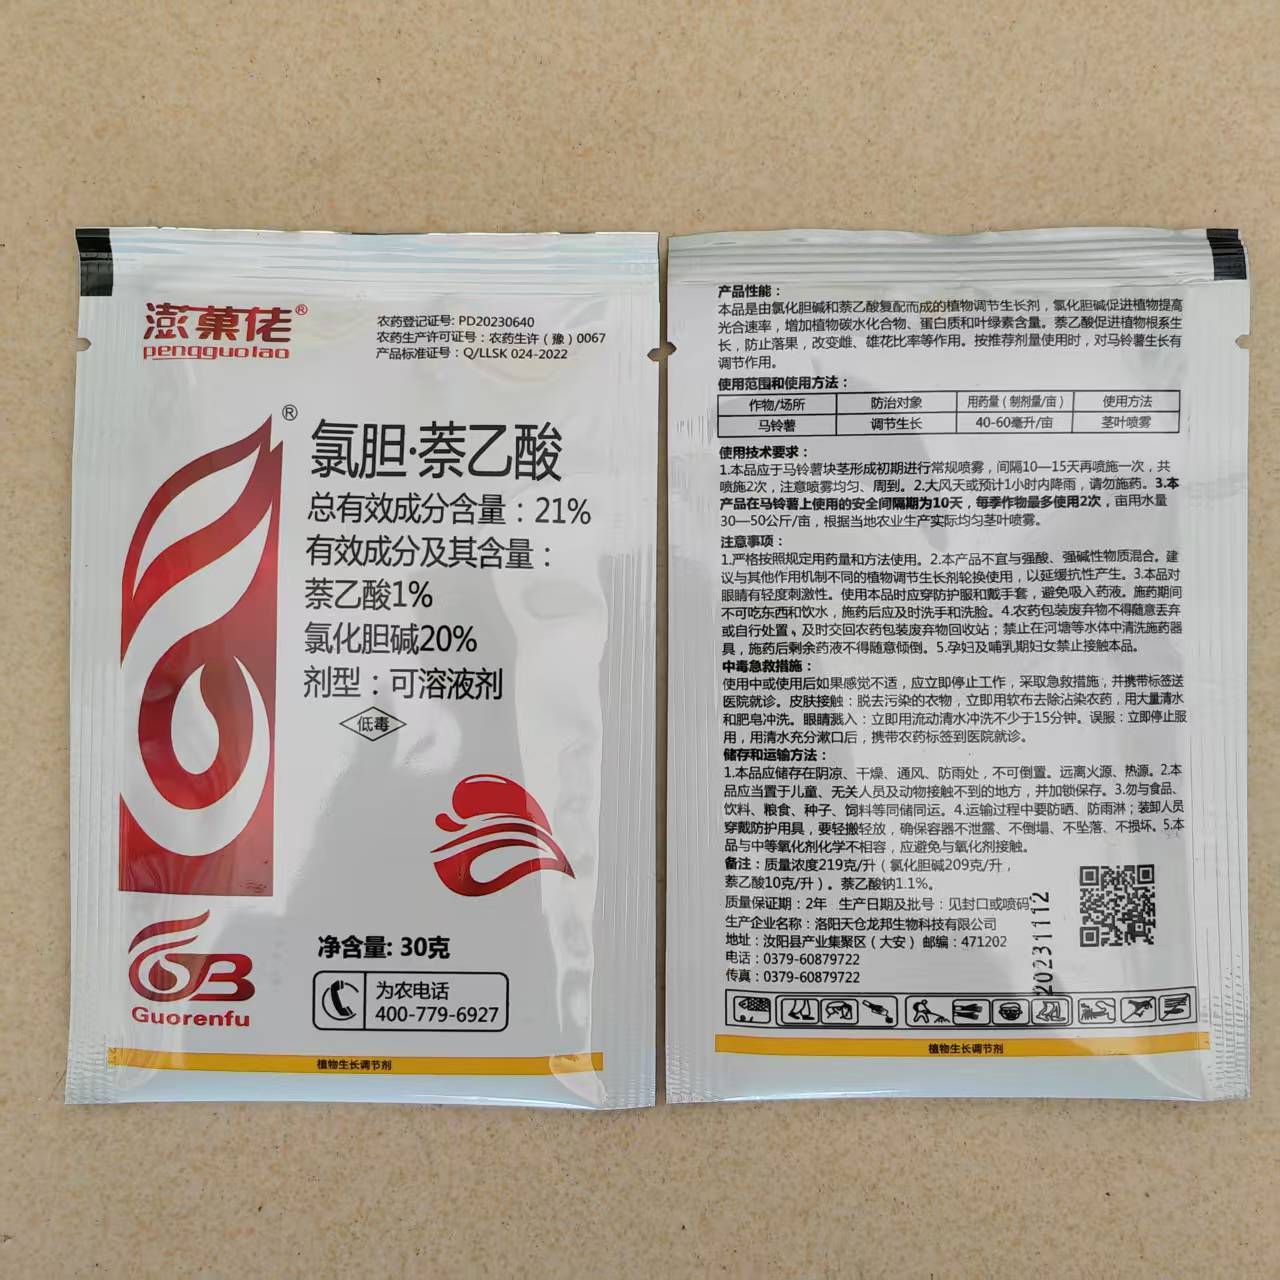 澎菓佬®
pengguolao
农药登记证号: PD20230640
农药生产许可证号：农药生许（豫）0067
产品标准证号：Q/LLSK 024-2022
®
氯胆·萘乙酸
总有效成分含量：21%
有效成分及其含量：
萘乙酸1%
氯化胆碱20%
剂型：可溶液剂
低毒
净含量: 30克
GB
Guorenfu
为农电话
400-779-6927
植物生长调节剂
产品性能：
本品是由氯化胆碱和萘乙酸复配而成的植物调节生长剂，氯化胆碱促进植物提高
光合速率，增加植物碳水化合物、蛋白质和叶绿素含量。萘乙酸促进植物根系生
长，防止落果，改变雌、雄花比率等作用。按推荐剂量使用时，对马铃薯生长有
调节作用。
使用范围和使用方法：
作物/场所 防治对象 用药量（制剂量/亩） 使用方法
马铃薯 调节生长 40-60毫升/亩 茎叶喷雾
使用技术要求：
1.本品应于马铃薯块茎形成初期进行常规喷雾，间隔10—15天再喷施一次，共
喷施2次，注意喷雾均匀、周到。2.大风天或预计1小时内降雨，请勿施药。3.本
产品在马铃薯上使用的安全间隔期为10天，每季作物最多使用2次，亩用水量
30—50公斤/亩，根据当地农业生产实际均匀茎叶喷雾。
注意事项：
1.严格按照规定用药量和方法使用。2.本产品不宜与强酸、强碱性物质混合。建
议与其他作用机制不同的植物调节生长剂轮换使用，以延缓抗性产生。3.本品对
眼睛有轻度刺激性。使用本品时应穿防护服和戴手套，避免吸入药液。施药期间
不可吃东西和饮水，施药后应及时洗手和洗脸。4.农药包装废弃物不得随意丢弃
或自行处置，及时交回农药包装废弃物回收站；禁止在河塘等水体中清洗施药器
具，施药后剩余药液不得随意倾倒。5.孕妇及哺乳期妇女禁止接触本品。
中毒急救措施：
使用中或使用后如果感觉不适，应立即停止工作，采取急救措施，并携带标签送
医院就诊。皮肤接触：脱去污染的衣物，立即用软布去除沾染农药，用大量清水
和肥皂冲洗。眼睛溅入：立即用流动清水冲洗不少于15分钟。误服：立即停止服
用，用清水充分漱口后，携带农药标签到医院就诊。
储存和运输方法：
1.本品应储存在阴凉、干燥、通风、防雨处，不可倒置。远离火源、热源。2.本
品应当置于儿童、无关人员及动物接触不到的地方，并加锁保存。3.勿与食品、
饮料、粮食、种子、饲料等同储同运。4.运输过程中要防晒、防雨淋；装卸人员
穿戴防护用具，要轻搬轻放，确保容器不泄露、不倒塌、不坠落、不损坏。5.本
品与中等氧化剂化学不相容，应避免与氧化剂接触。
备注：质量浓度219克/升（氯化胆碱209克/升，
萘乙酸10克/升）。萘乙酸钠1.1%。
质量保证期：2年 生产日期及批号：见封口或喷码
生产企业名称：洛阳天仓龙邦生物科技有限公司
地址：汝阳县产业集聚区（大安） 邮编：471202
电话：0379-60879722
传真：0379-60879722
20231112
植物生长调节剂